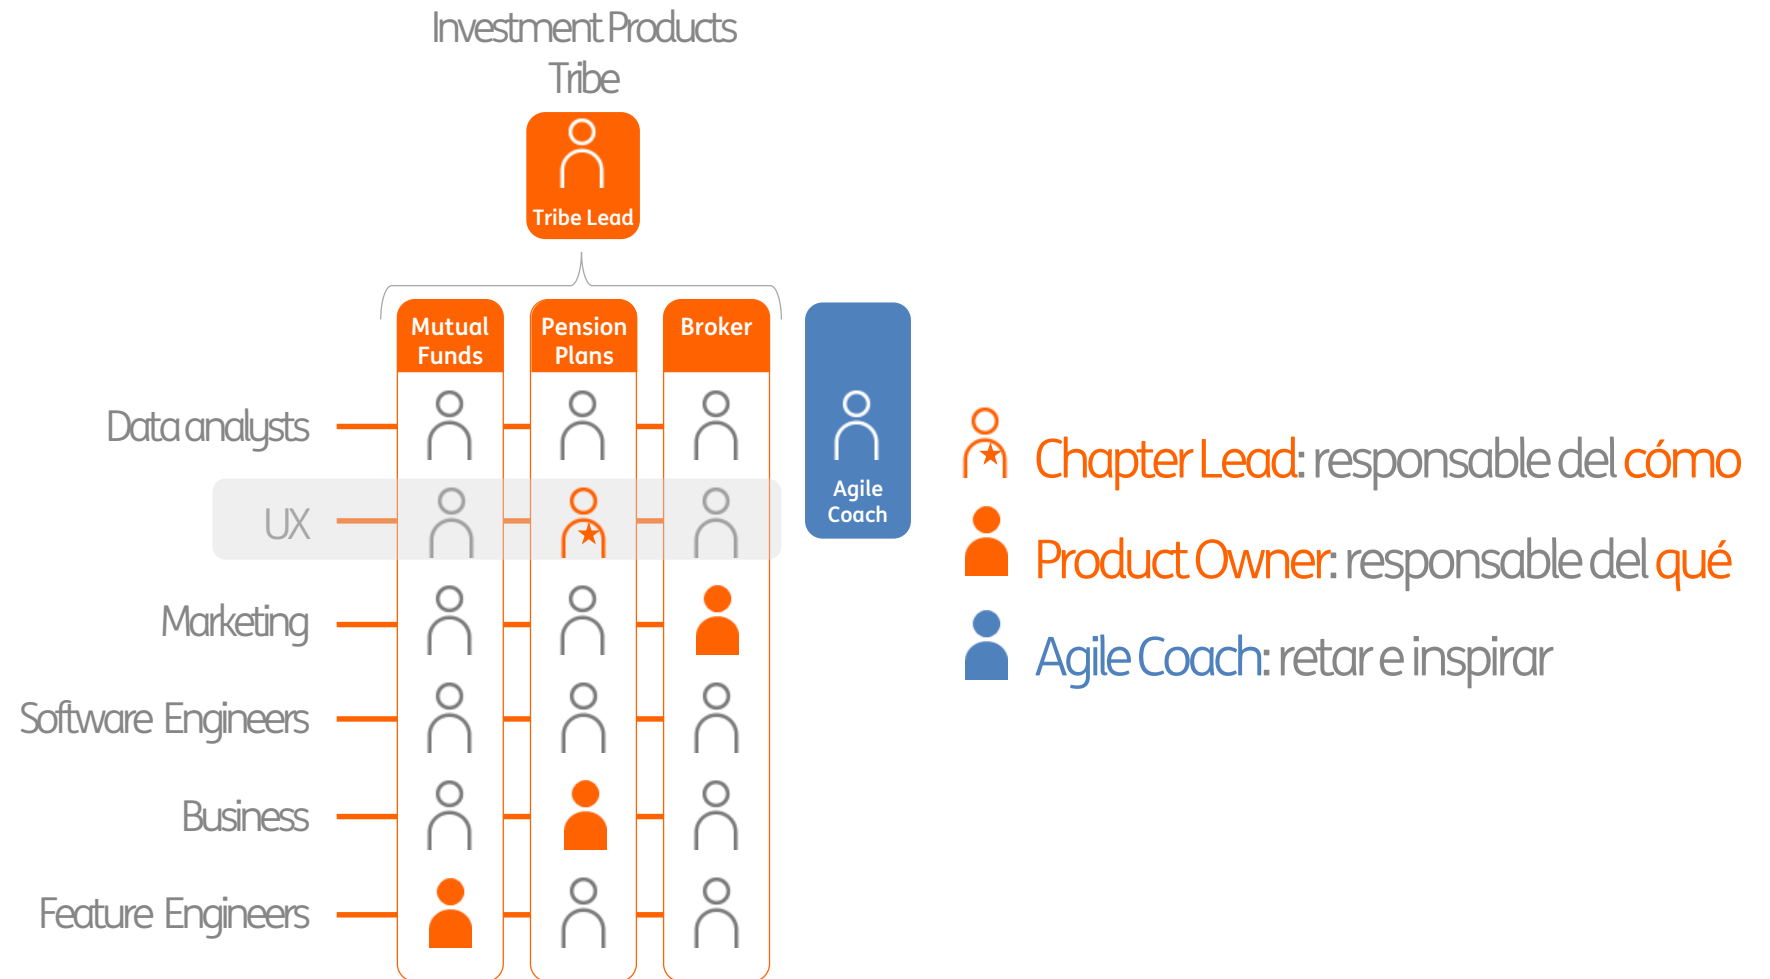 Investment Products
Tribe
Tribe Lead
Mutual
Funds
Pension
Plans
Broker
Data analysts
UX
Marketing
Software Engineers
Business
Feature Engineers
Agile
Coach
Chapter Lead: responsable del cómo
Product Owner: responsable del qué
Agile Coach: retar e inspirar